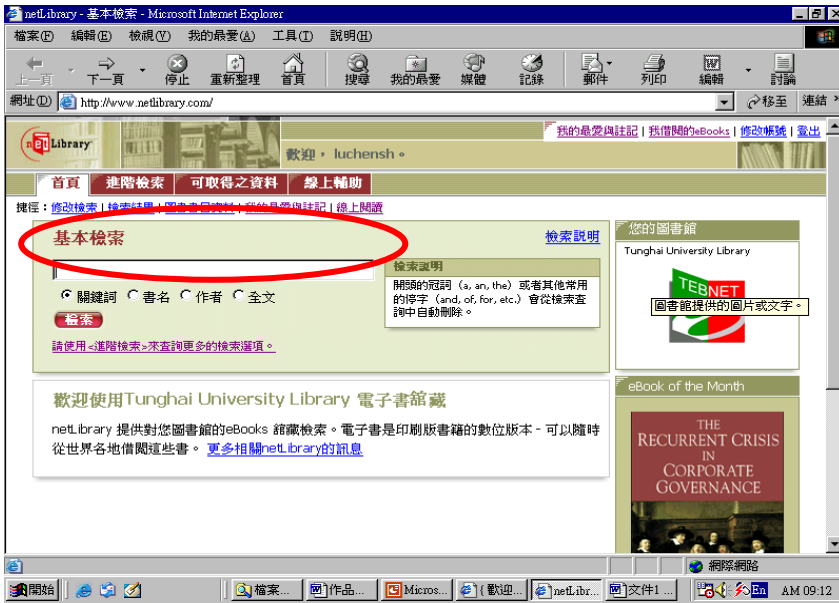 netLibrary - 基本檢索 - Microsoft Internet Explorer
檔案(F) 編輯(E) 檢視(V) 我的最愛(A) 工具(T) 說明(H)
上一頁 下一頁 停止 重新整理 首頁 搜尋 我的最愛 媒體 記錄 郵件 列印 編輯 討論
網址(D) http://www.netlibrary.com/ 移至 連結 »
netLibrary
我的最愛與註記 | 我借閱的eBooks | 修改帳號 | 登出
歡迎， luchensh。
首頁 進階檢索 可取得之資料 線上輔助
捷徑：修改檢索 | 檢索結果 | 圖書書目資料 | 我的最愛與註記 | 線上閱讀
基本檢索
檢索說明
關鍵詞 書名 作者 全文
檢索
請使用<進階檢索>來查詢更多的檢索選項。
檢索說明
開頭的冠詞 (a, an, the) 或者其他常用
的停字 (and, of, for, etc.) 會從檢索查
詢中自動刪除。
您的圖書館
Tunghai University Library
TEBNET
圖書館提供的圖片或文字。
歡迎使用Tunghai University Library 電子書館藏
netLibrary 提供對您圖書館的eBooks 館藏檢索。電子書是印刷版書籍的數位版本 - 可以隨時
從世界各地借閱這些書。 更多相關netLibrary的訊息
eBook of the Month
THE
RECURRENT CRISIS
IN
CORPORATE
GOVERNANCE
網際網路
開始 檔案... 作品... Micros... { 歡迎... netLibr... 文件1 ... En AM 09:12